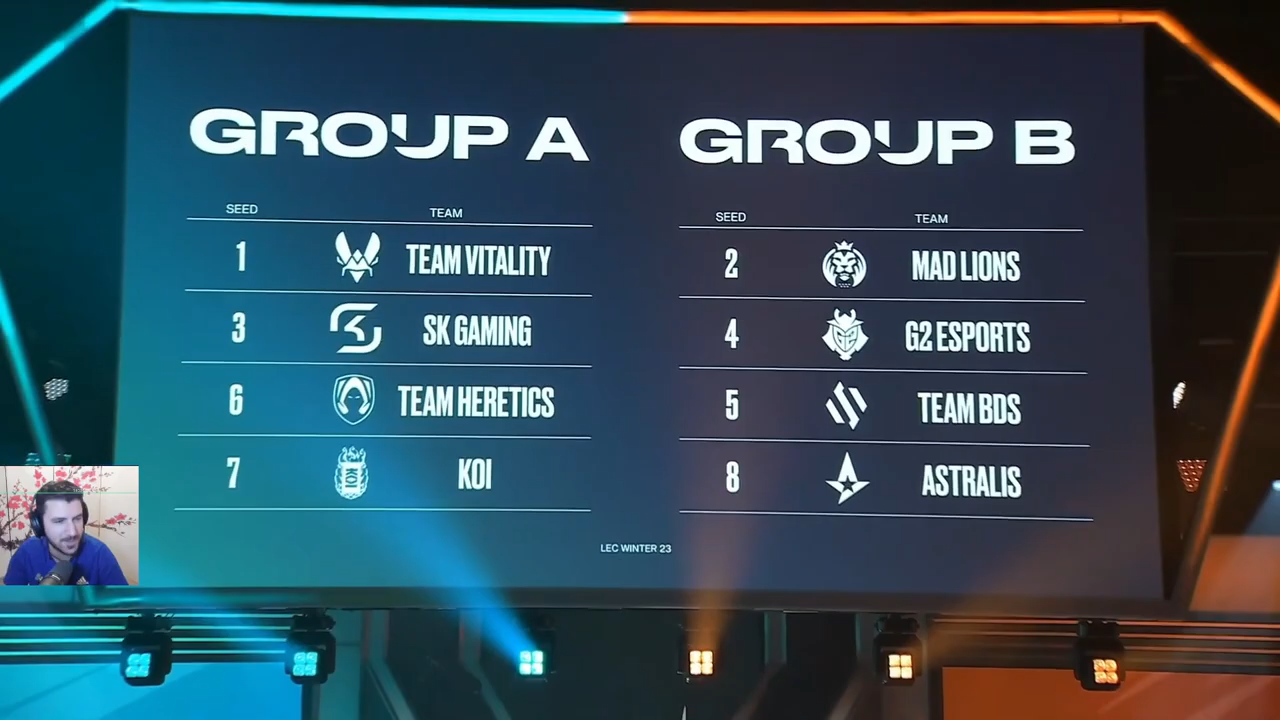 GROUP A
SEED TEAM
1 TEAM VITALITY
3 SK GAMING
6 TEAM HERETICS
7 KOI KOI
GROUP B
SEED TEAM
2 MAD LIONS
4 G2 ESPORTS
5 TEAM BDS
8 ASTRALIS
LEC WINTER 23